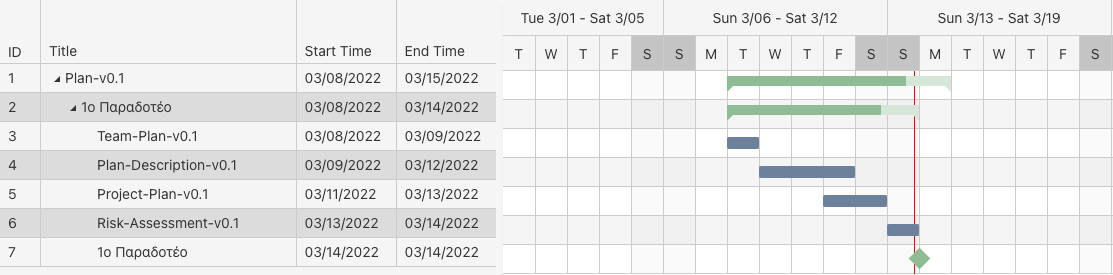 Tue 3/01 - Sat 3/05 Sun 3/06 - Sat 3/12 Sun 3/13 - Sat 3/19
ID Title Start Time End Time T W T F S S M T W T F S S M T W T F S
1 Plan-v0.1 03/08/2022 03/15/2022
2 1ο Παραδοτέο 03/08/2022 03/14/2022
3 Team-Plan-v0.1 03/08/2022 03/09/2022
4 Plan-Description-v0.1 03/09/2022 03/12/2022
5 Project-Plan-v0.1 03/11/2022 03/13/2022
6 Risk-Assessment-v0.1 03/13/2022 03/14/2022
7 1ο Παραδοτέο 03/14/2022 03/14/2022